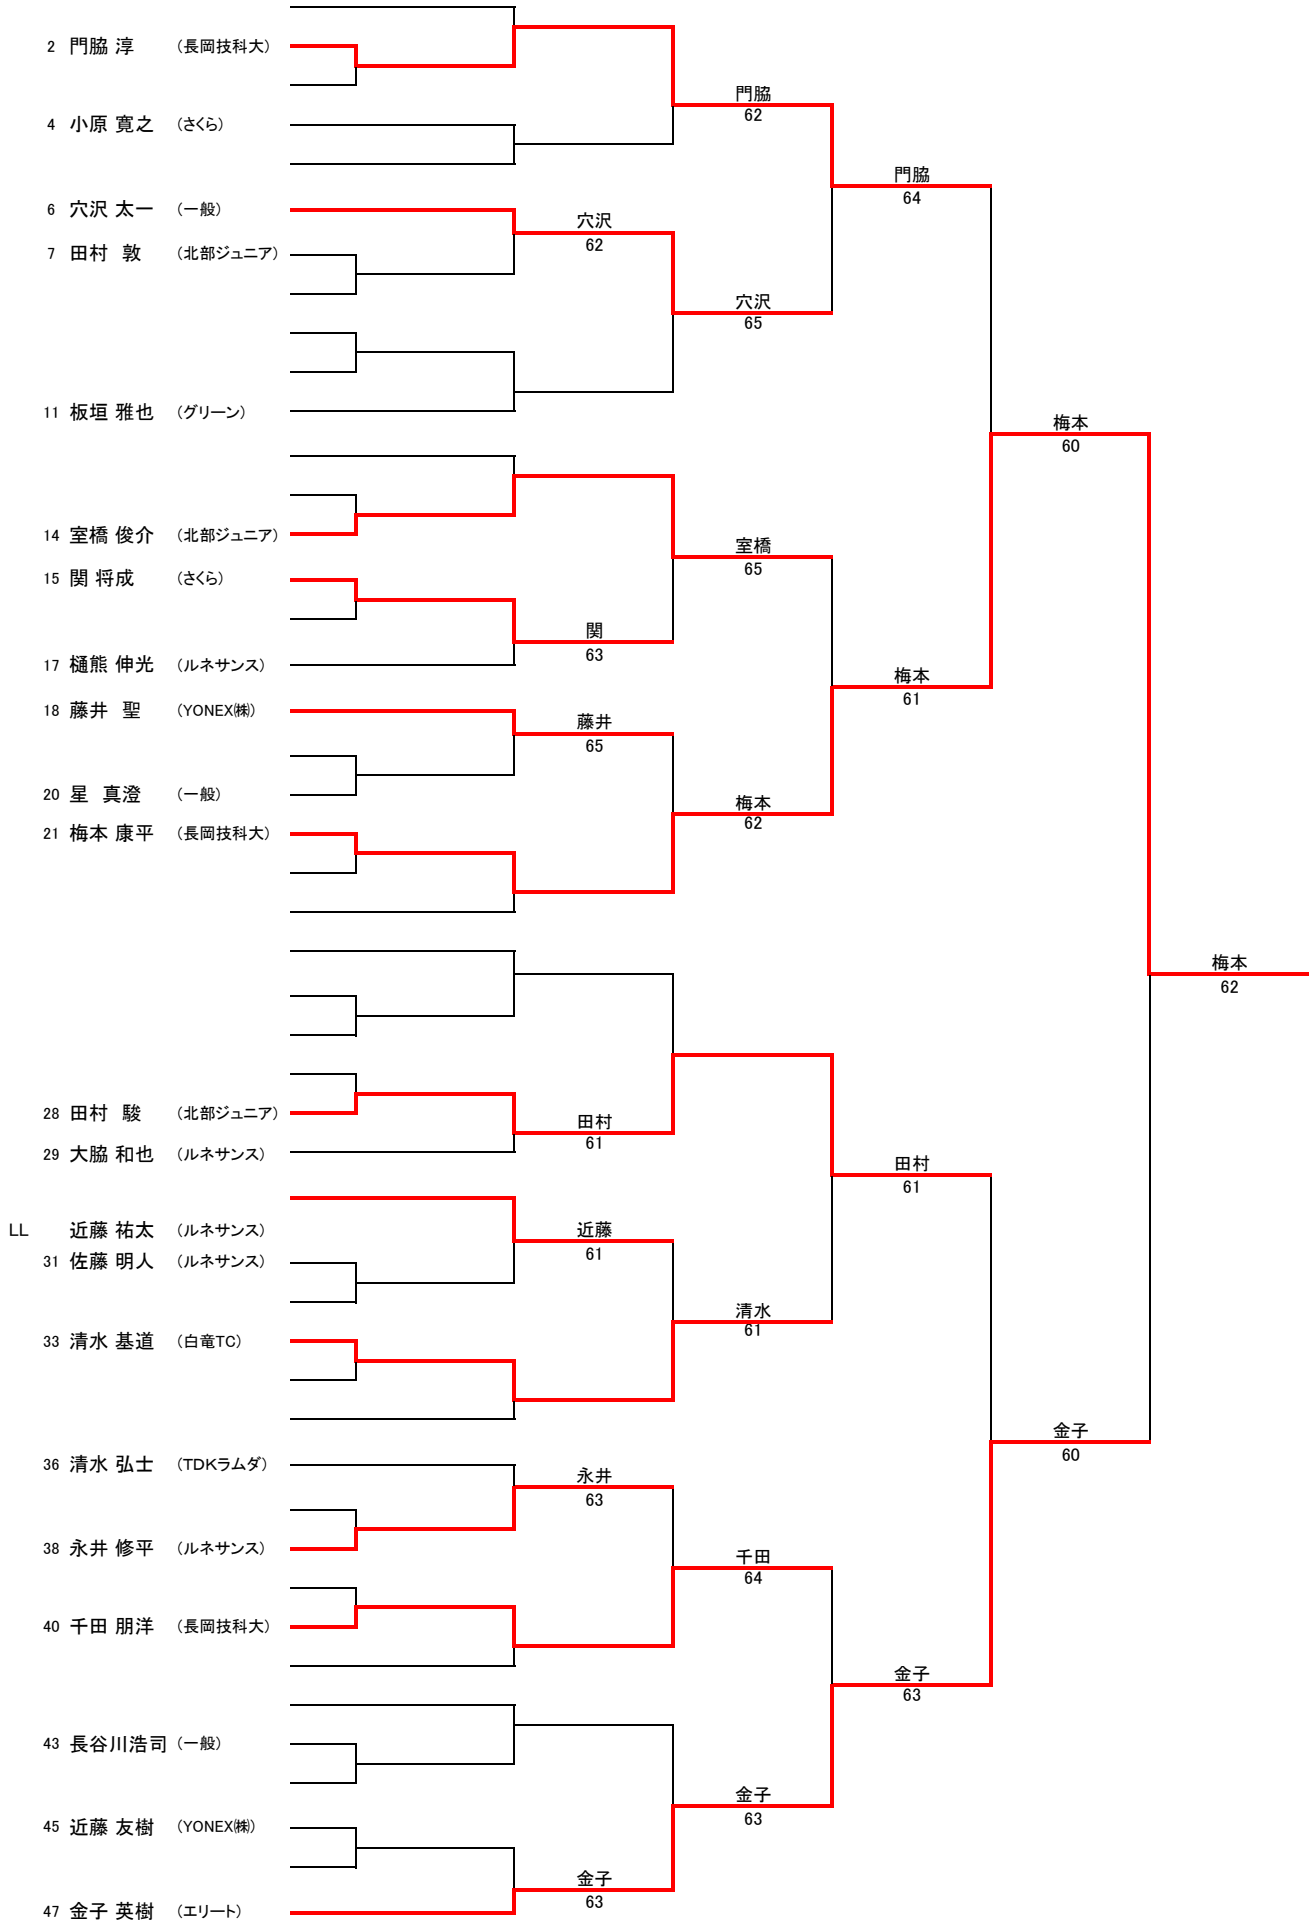 2 門脇 淳 (長岡技科大)
門脇
62
4 小原 寛之 (さくら)
門脇
64
6 穴沢 太一 (一般)
穴沢
62
7 田村 敦 (北部ジュニア)
穴沢
65
11 板垣 雅也 (グリーン)
梅本
60
14 室橋 俊介 (北部ジュニア)
室橋
65
15 関 将成 (さくら)
関
63
17 樋熊 伸光 (ルネサンス)
梅本
61
18 藤井 聖 (YONEX㈱)
藤井
65
20 星 真澄 (一般)
梅本
62
21 梅本 康平 (長岡技科大)
梅本
62
28 田村 駿 (北部ジュニア)
田村
61
29 大脇 和也 (ルネサンス)
田村
61
LL 近藤 祐太 (ルネサンス)
近藤
61
31 佐藤 明人 (ルネサンス)
清水
61
33 清水 基道 (白竜TC)
金子
60
36 清水 弘士 (TDKラムダ)
永井
63
38 永井 修平 (ルネサンス)
千田
64
40 千田 朋洋 (長岡技科大)
金子
63
43 長谷川浩司 (一般)
金子
63
45 近藤 友樹 (YONEX㈱)
金子
63
47 金子 英樹 (エリート)